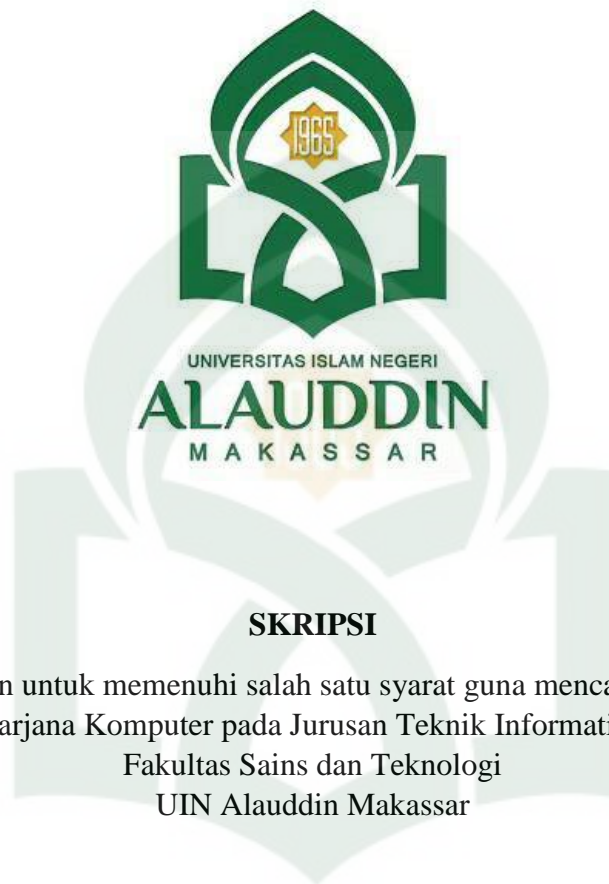 1965
UNIVERSITAS ISLAM NEGERI
ALAUDDIN
MAKASSAR
SKRIPSI
untuk memenuhi salah satu syarat guna
Komputer pada Jurusan Teknik
Fakultas Sains dan Teknologi
UIN Alauddin Makassar